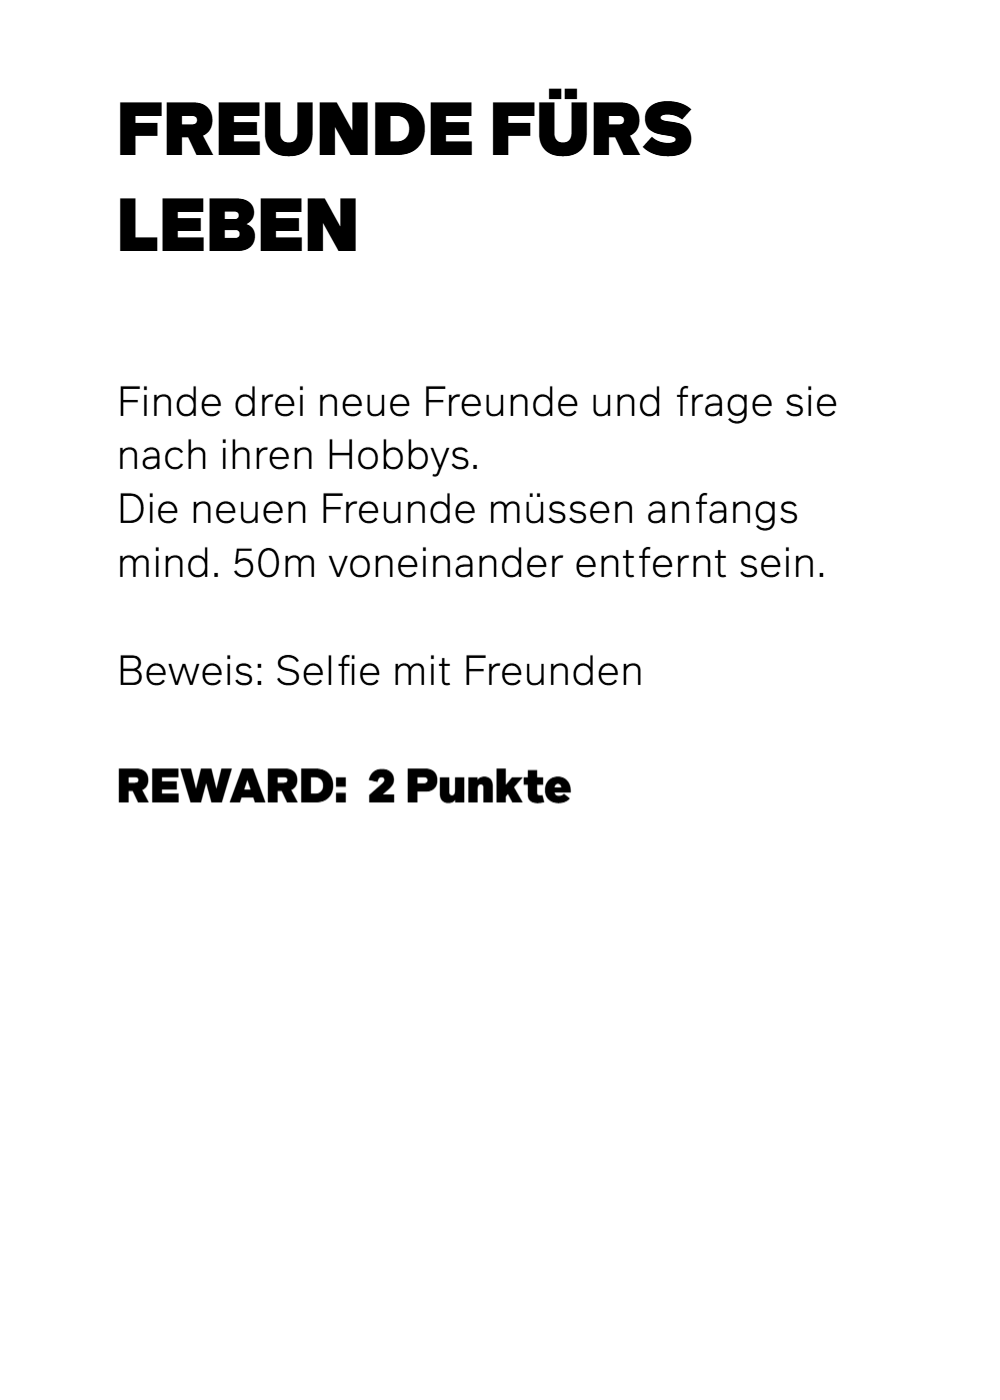 FREUNDE FÜRS
LEBEN
Finde drei neue Freunde und frage sie
nach ihren Hobbys.
Die neuen Freunde müssen anfangs
mind. 50m voneinander entfernt sein.
Beweis: Selfie mit Freunden
REWARD: 2 Punkte